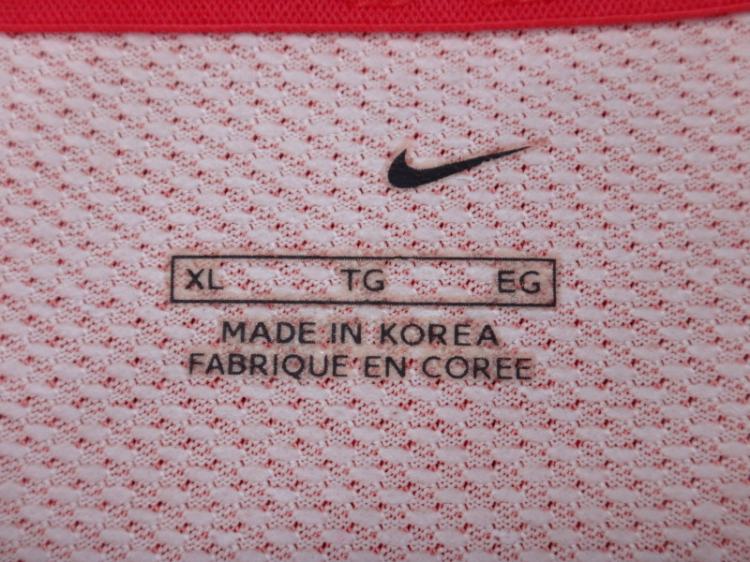 XL TG EG
MADE IN KOREA
FABRIQUE EN COREE